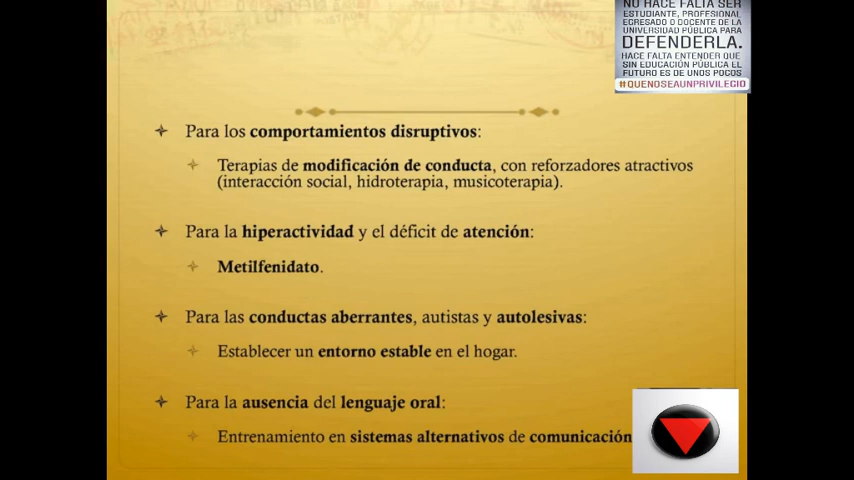 NO HACE FALTA SER
ESTUDIANTE, PROFESIONAL
EGRESADO O DOCENTE DE LA
UNIVERSIDAD PÚBLICA PARA
DEFENDERLA.
HACE FALTA ENTENDER QUE
SIN EDUCACIÓN PÚBLICA EL
FUTURO ES DE UNOS POCOS
#QUENOSEAUNPRIVILEGIO
Para los comportamientos disruptivos:
Terapias de modificación de conducta, con reforzadores atractivos
(interacción social, hidroterapia, musicoterapia).
Para la hiperactividad y el déficit de atención:
Metilfenidato.
Para las conductas aberrantes, autistas y autolesivas:
Establecer un entorno estable en el hogar.
Para la ausencia del lenguaje oral:
Entrenamiento en sistemas alternativos de comunicación